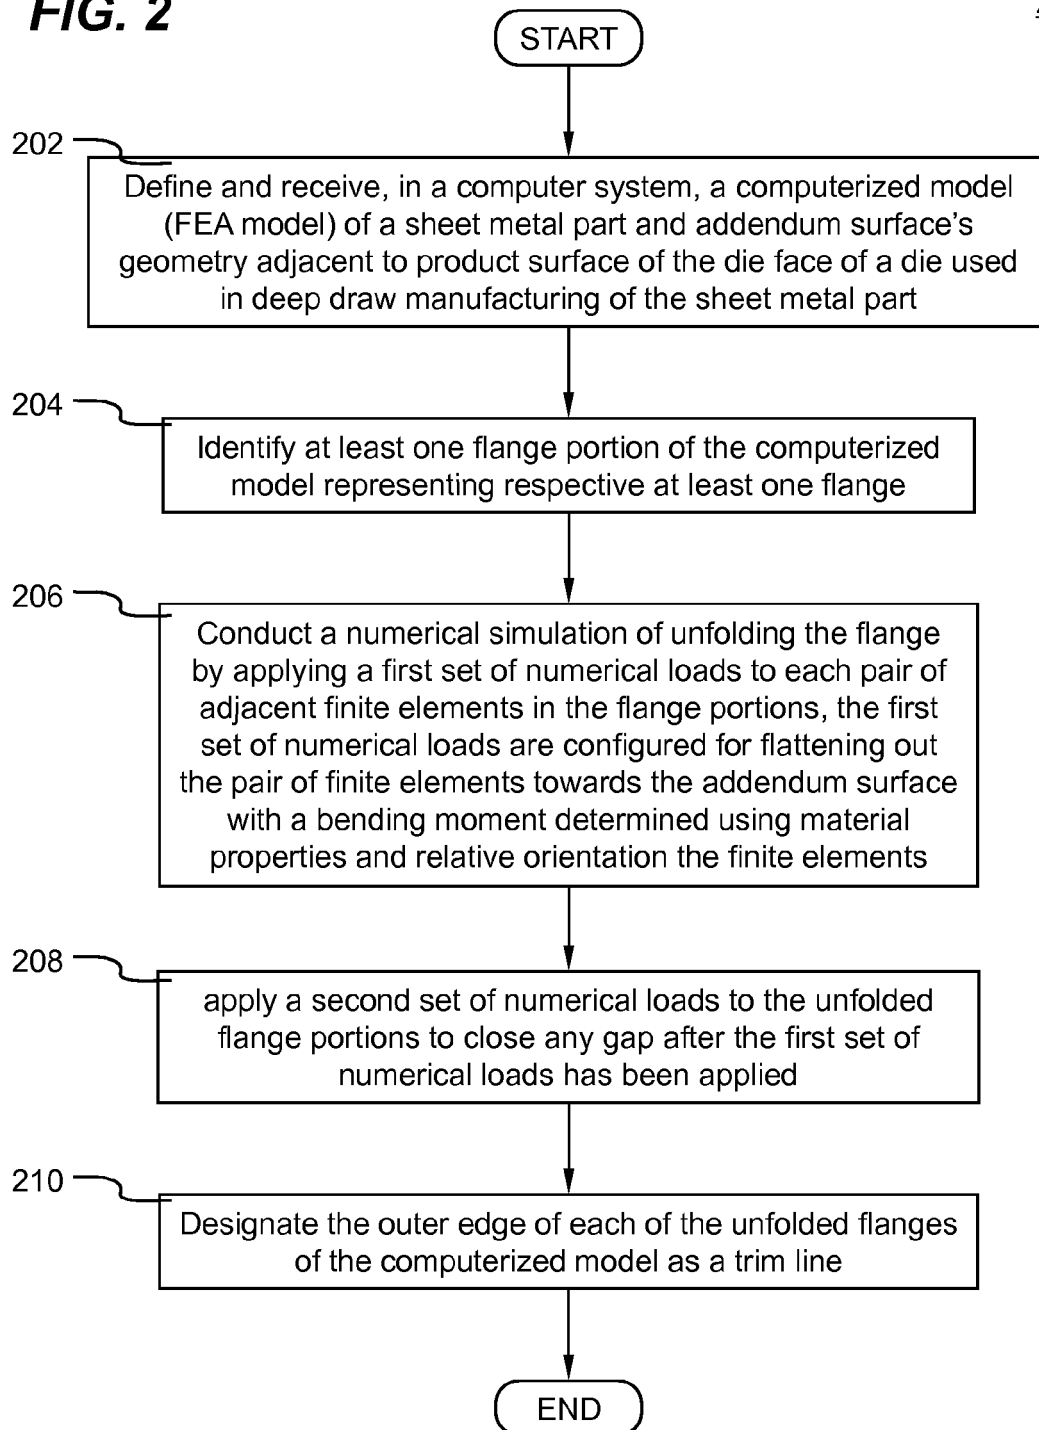 FIG. 2
START
202
Define and receive, in a computer system, a computerized model
(FEA model) of a sheet metal part and addendum surface's
geometry adjacent to product surface of the die face of a die used
in deep draw manufacturing of the sheet metal part
204
Identify at least one flange portion of the computerized
model representing respective at least one flange
206
Conduct a numerical simulation of unfolding the flange
by applying a first set of numerical loads to each pair of
adjacent finite elements in the flange portions, the first
set of numerical loads are configured for flattening out
the pair of finite elements towards the addendum surface
with a bending moment determined using material
properties and relative orientation the finite elements
208
apply a second set of numerical loads to the unfolded
flange portions to close any gap after the first set of
numerical loads has been applied
210
Designate the outer edge of each of the unfolded flanges
of the computerized model as a trim line
END